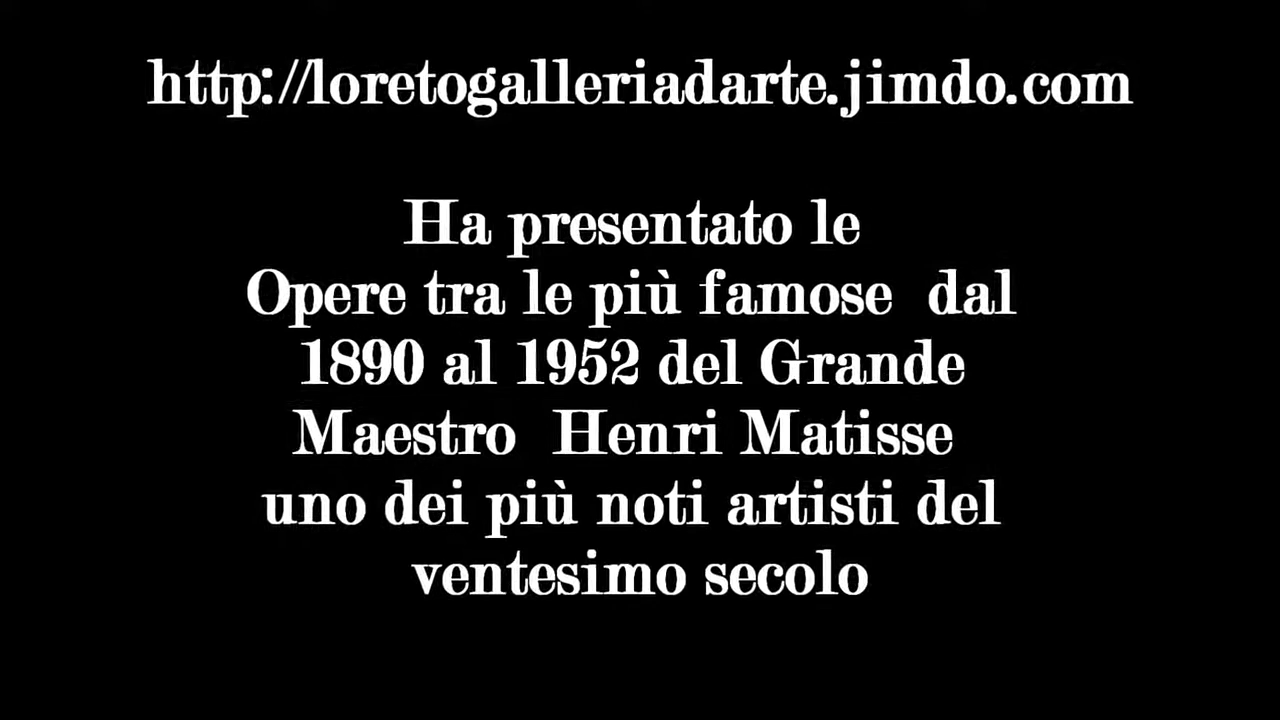 http://loretogalleriadarte.jimdo.com
Ha presentato le
Opere tra le più famose dal
1890 al 1952 del Grande
Maestro Henri Matisse
uno dei più noti artisti del
ventesimo secolo